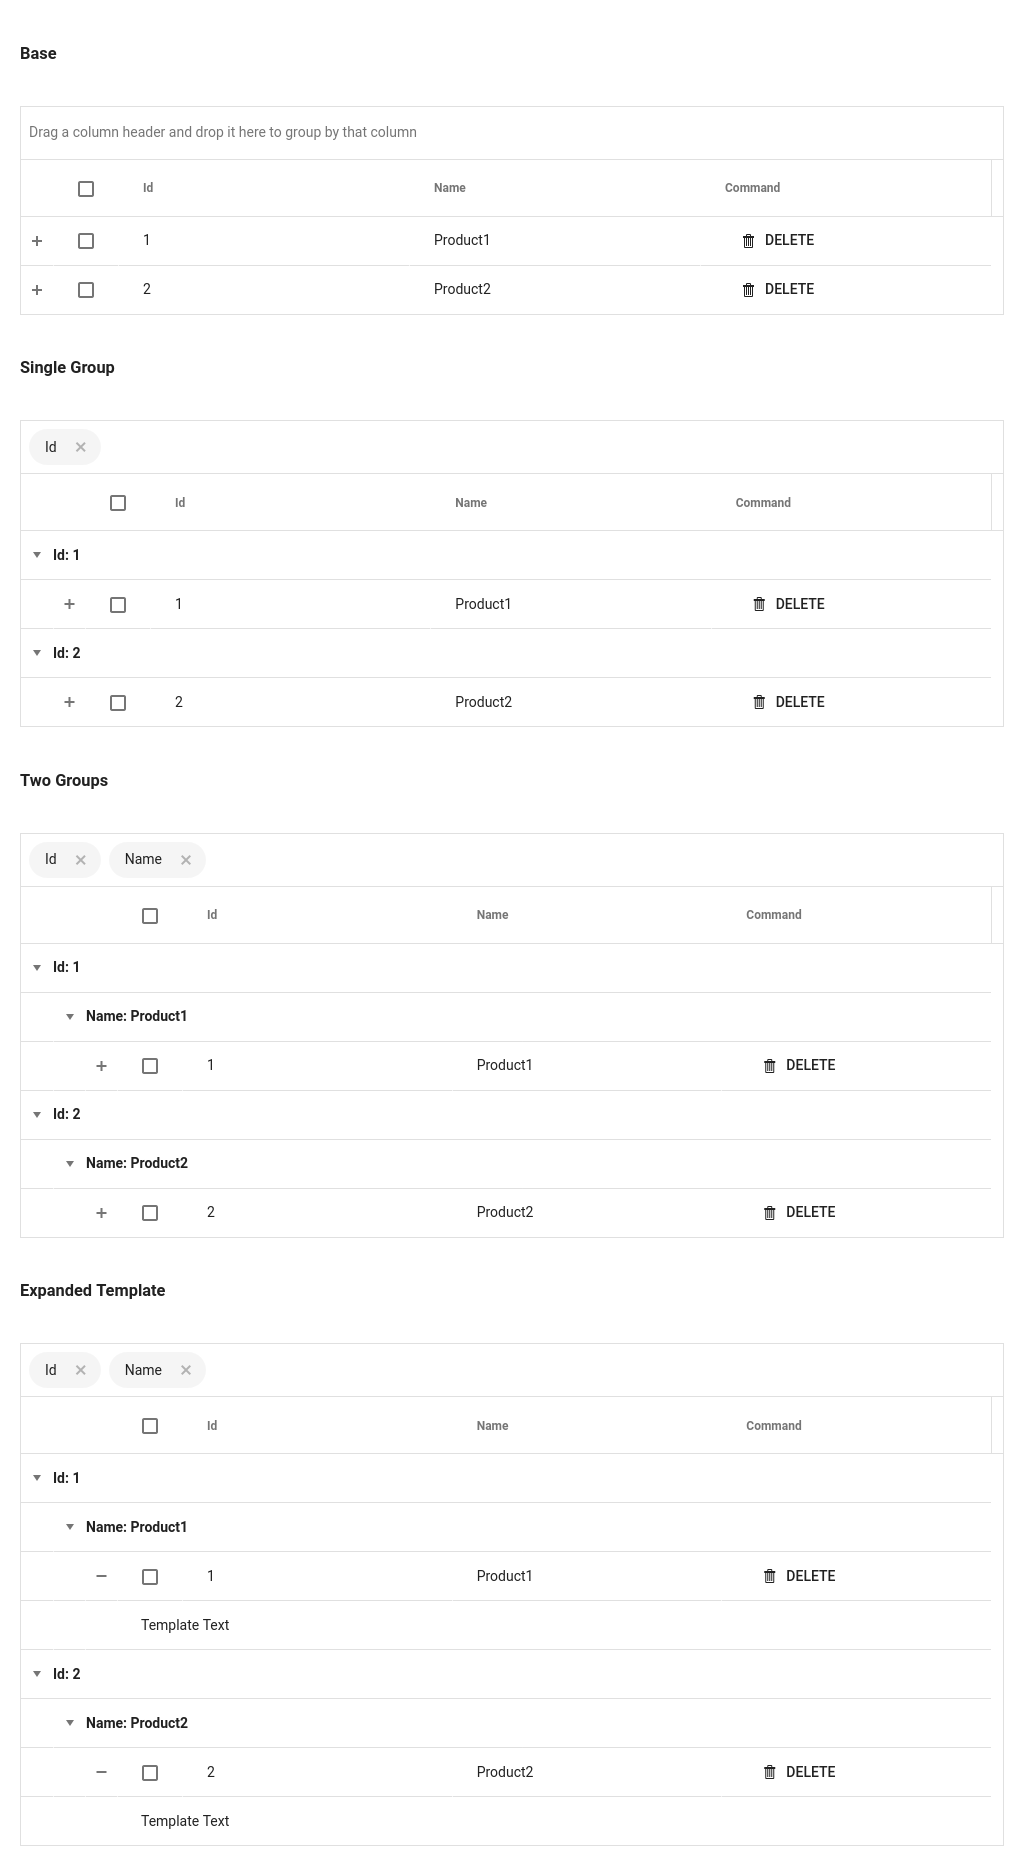 Base
Drag a column header and drop it here to group by that column
Id Name Command
1 Product1 DELETE
2 Product2 DELETE
Single Group
Id
Id Name Command
Id: 1
1 Product1 DELETE
Id: 2
2 Product2 DELETE
Two Groups
Id Name
Id Name Command
Id: 1
Name: Product1
1 Product1 DELETE
Id: 2
Name: Product2
2 Product2 DELETE
Expanded Template
Id Name
Id Name Command
Id: 1
Name: Product1
1 Product1 DELETE
Template Text
Id: 2
Name: Product2
2 Product2 DELETE
Template Text